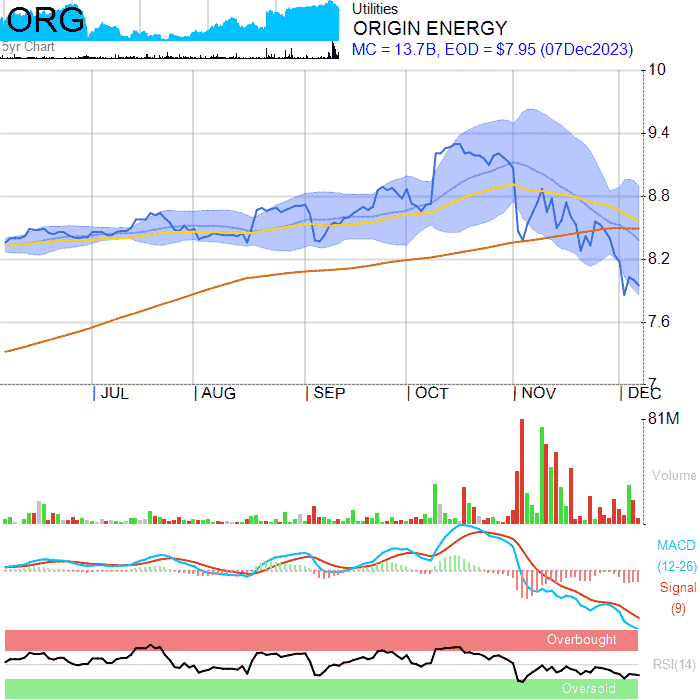 ORG
5yr Chart
Utilities
ORIGIN ENERGY
MC = 13.7B, EOD = $7.95 (07Dec2023)
10
9.4
8.8
8.2
7.6
7
JUL AUG SEP OCT NOV DEC
81M
Volume
MACD
(12-26)
Signal
(9)
Overbought
RSI(14)
Oversold